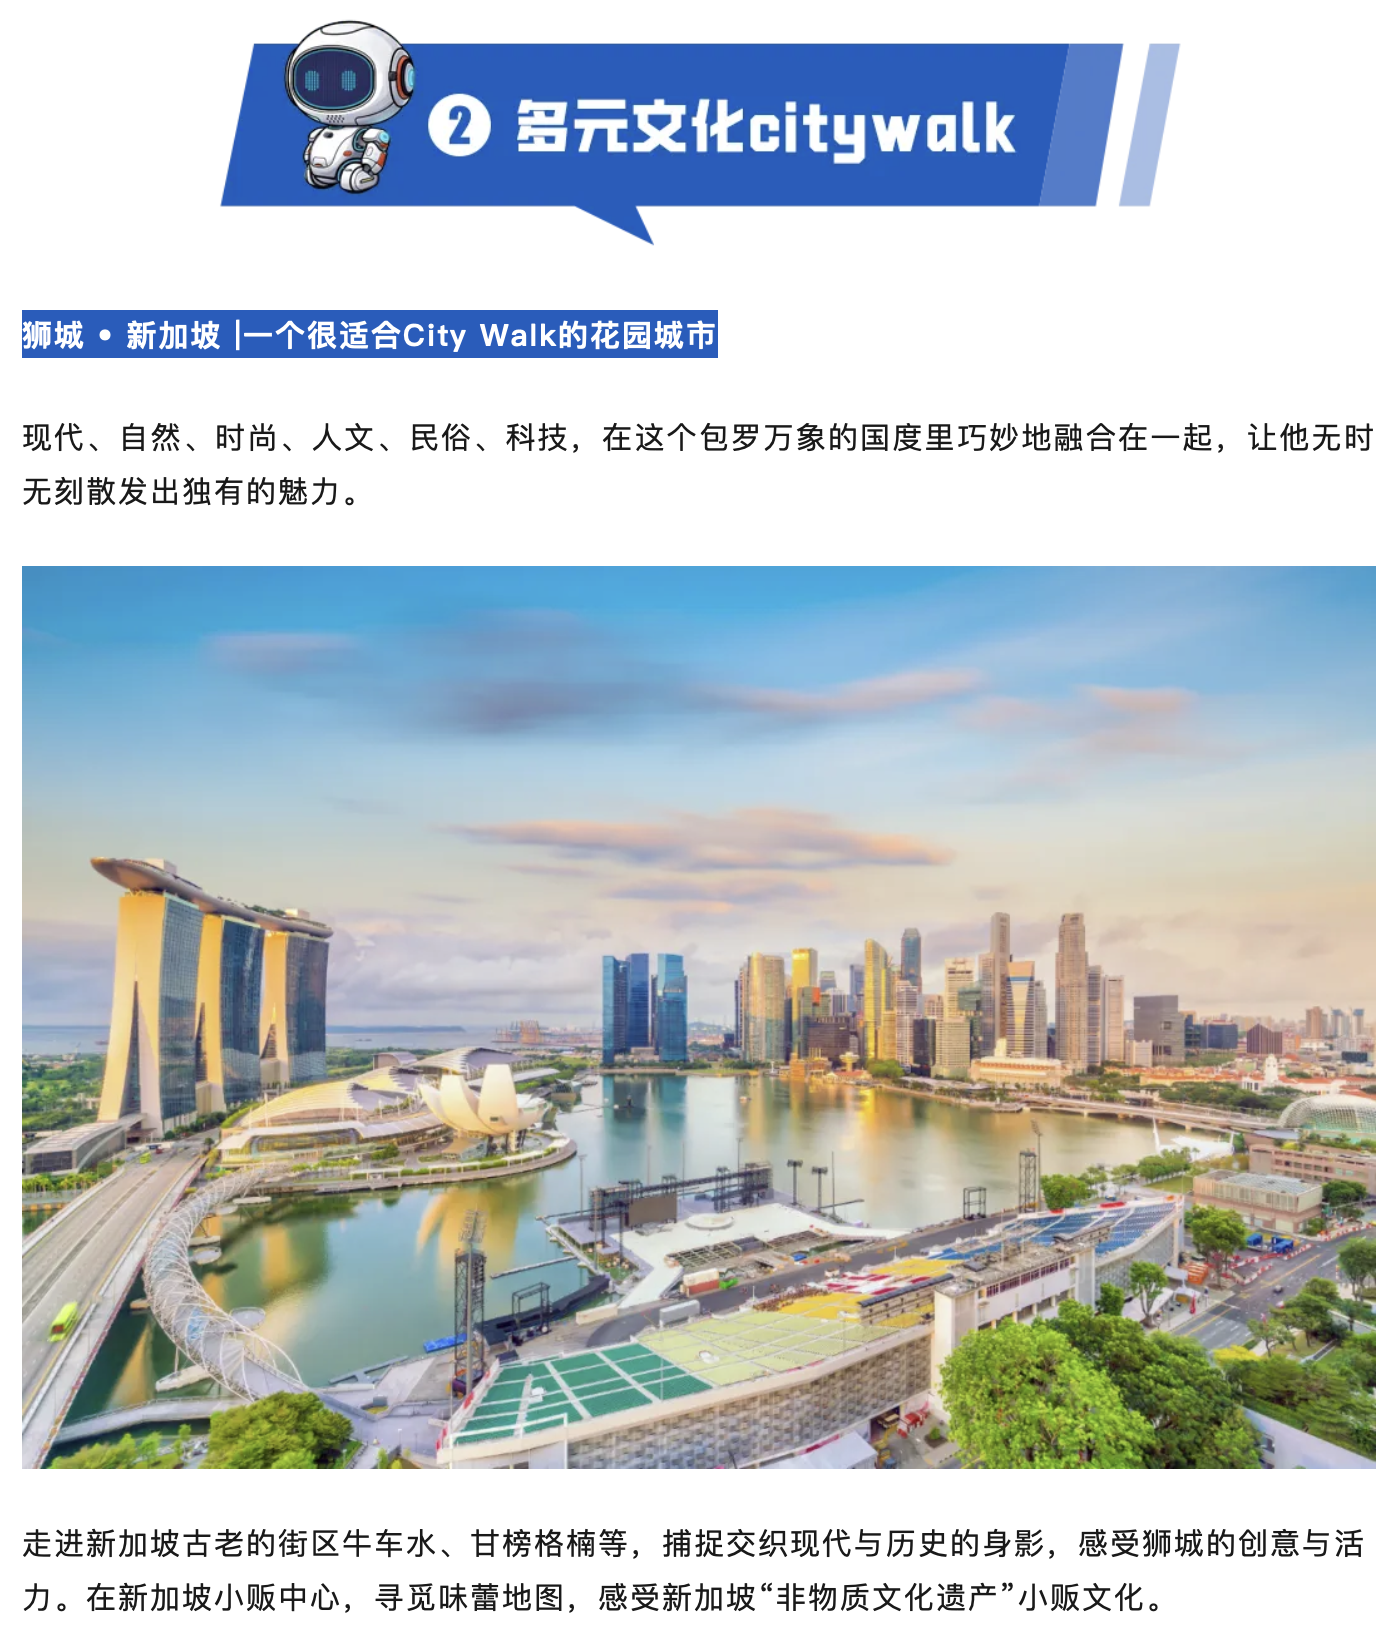 2 多元文化citywalk
狮城 • 新加坡 |一个很适合City Walk的花园城市
现代、自然、时尚、人文、民俗、科技，在这个包罗万象的国度里巧妙地融合在一起，让他无时
无刻散发出独有的魅力。
走进新加坡古老的街区牛车水、甘榜格楠等，捕捉交织现代与历史的身影，感受狮城的创意与活
力。在新加坡小贩中心，寻觅味蕾地图，感受新加坡“非物质文化遗产”小贩文化。